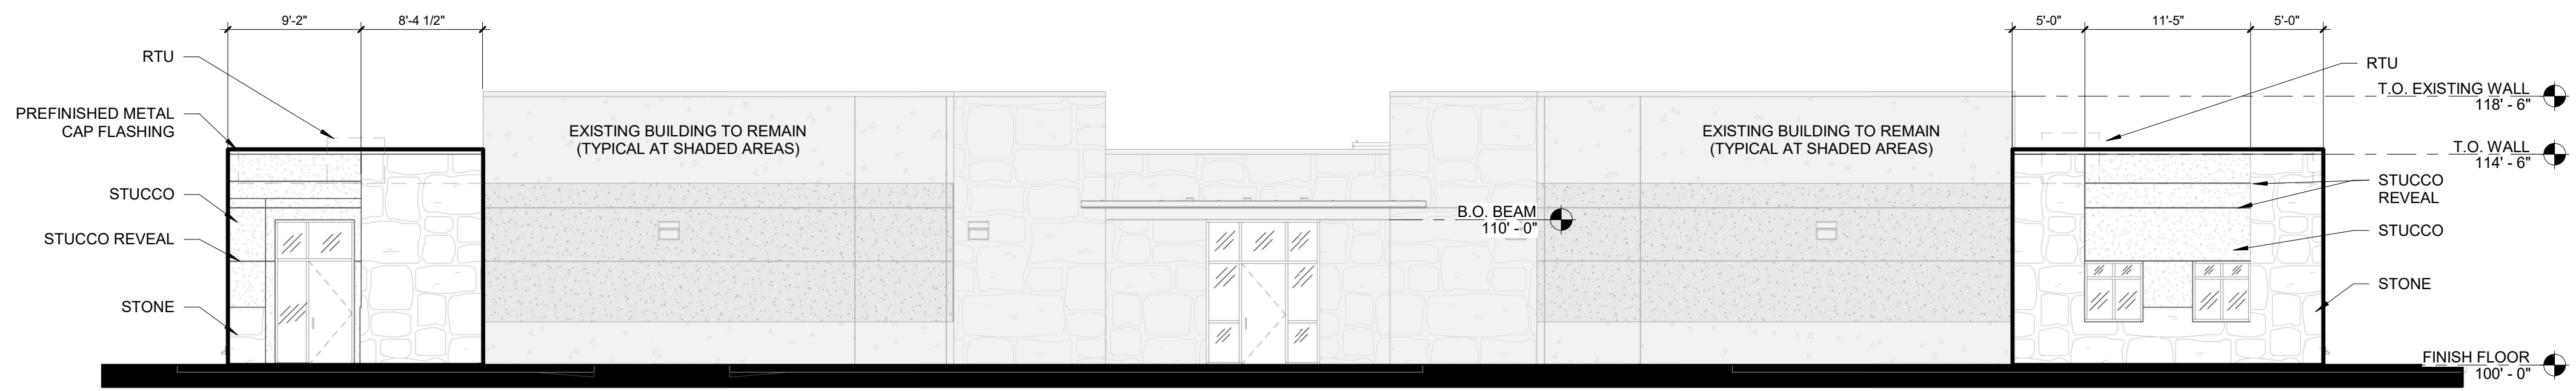 9'-2"
8'-4 1/2"
5'-0"
11'-5"
5'-0"
RTU
PREFINISHED METAL
CAP FLASHING
STUCCO
STUCCO REVEAL
STONE
EXISTING BUILDING TO REMAIN
(TYPICAL AT SHADED AREAS)
B.O. BEAM
110' - 0"
EXISTING BUILDING TO REMAIN
(TYPICAL AT SHADED AREAS)
RTU
T.O. EXISTING WALL
118' - 6"
T.O. WALL
114' - 6"
STUCCO
REVEAL
STUCCO
STONE
FINISH FLOOR
100' - 0"